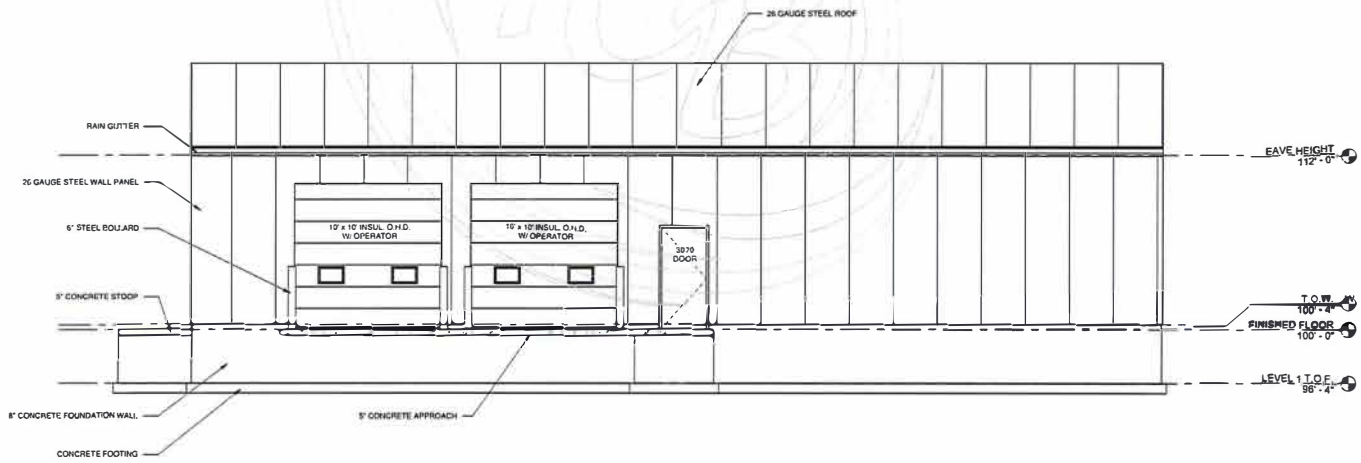 26 GAUGE STEEL ROOF
RAIN GUTTER
EAVE HEIGHT
112' - 0"
26 GAUGE STEEL WALL PANEL
6" STEEL BOLLARD
10' x 10' INSUL. O.H.D.
W/ OPERATOR
10' x 10' INSUL. O.H.D.
W/ OPERATOR
3070
DOOR
5" CONCRETE STOOP
T.O.W.
100' - 4"
FINISHED FLOOR
100' - 0"
LEVEL 1 T.O.F.
96' - 4"
8" CONCRETE FOUNDATION WALL
5" CONCRETE APPROACH
CONCRETE FOOTING